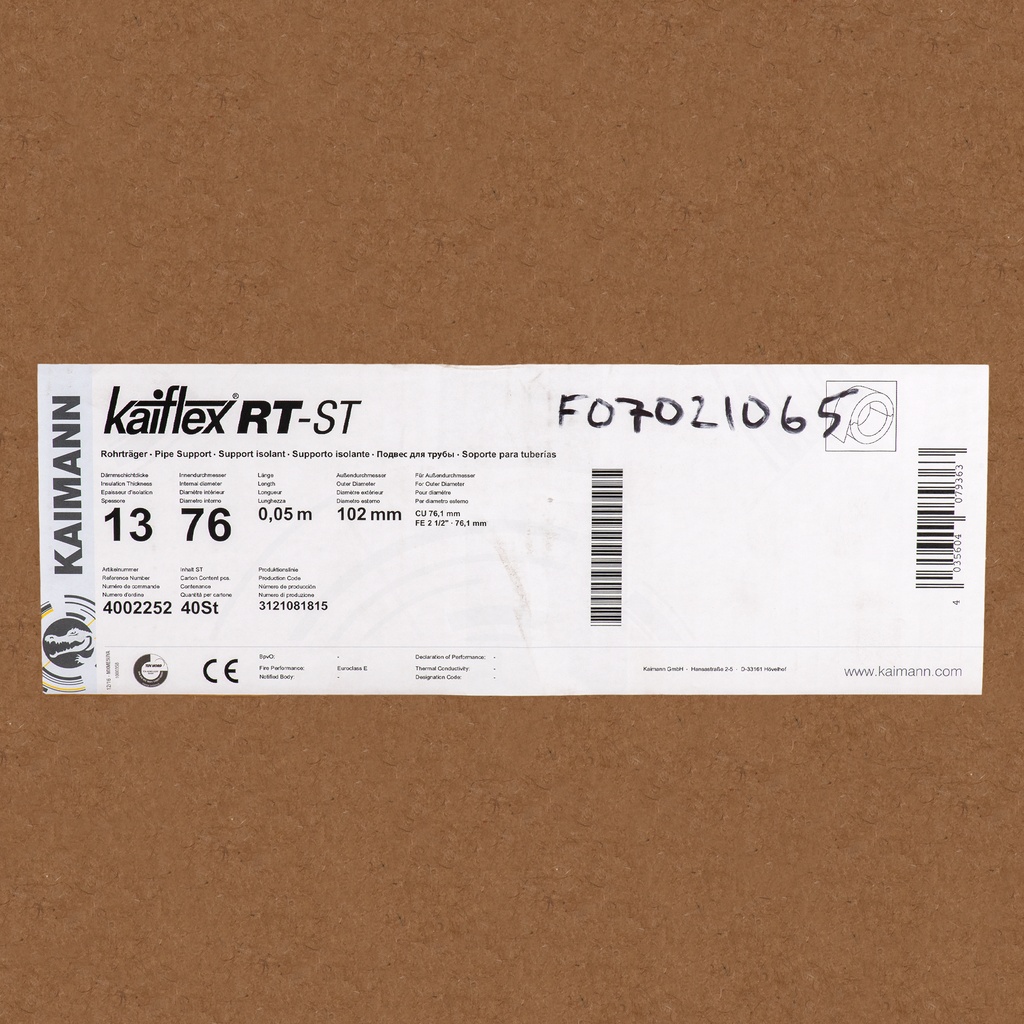 KAIMANN
kaiflex® RT-ST
F07021065
Rohrträger · Pipe Support · Support isolant · Supporto isolante · Подвес для трубы · Soporte para tuberías
Dämmschichtdicke
Insulation Thickness
Epaisseur d'isolation
Spessore
13
Innendurchmesser
Internal diameter
Diamètre intérieur
Diametro interno
76
Länge
Length
Longueur
Lunghezza
0,05 m
Außendurchmesser
Outer Diameter
Diamètre extérieur
Diametro esterno
102 mm
Für Außendurchmesser
For Outer Diameter
Pour diamètre
Per diametro esterno
CU 76,1 mm
FE 2 1/2" - 76,1 mm
Artikelnummer
Reference Number
Numéro de commande
Numero d'ordine
4002252
Inhalt ST
Carton Content pcs.
Contenance
Quantità per cartone
40St
Produktionslinie
Production Code
Número de producción
Numero di produzione
3121081815
4 035604 079363
CE
BpvO: -
Fire Performance: Euroclass E
Notified Body: -
Declaration of Performance: -
Thermal Conductivity: -
Designation Code: -
Kaimann GmbH · Hansastraße 2-5 · D-33161 Hövelhof
www.kaimann.com